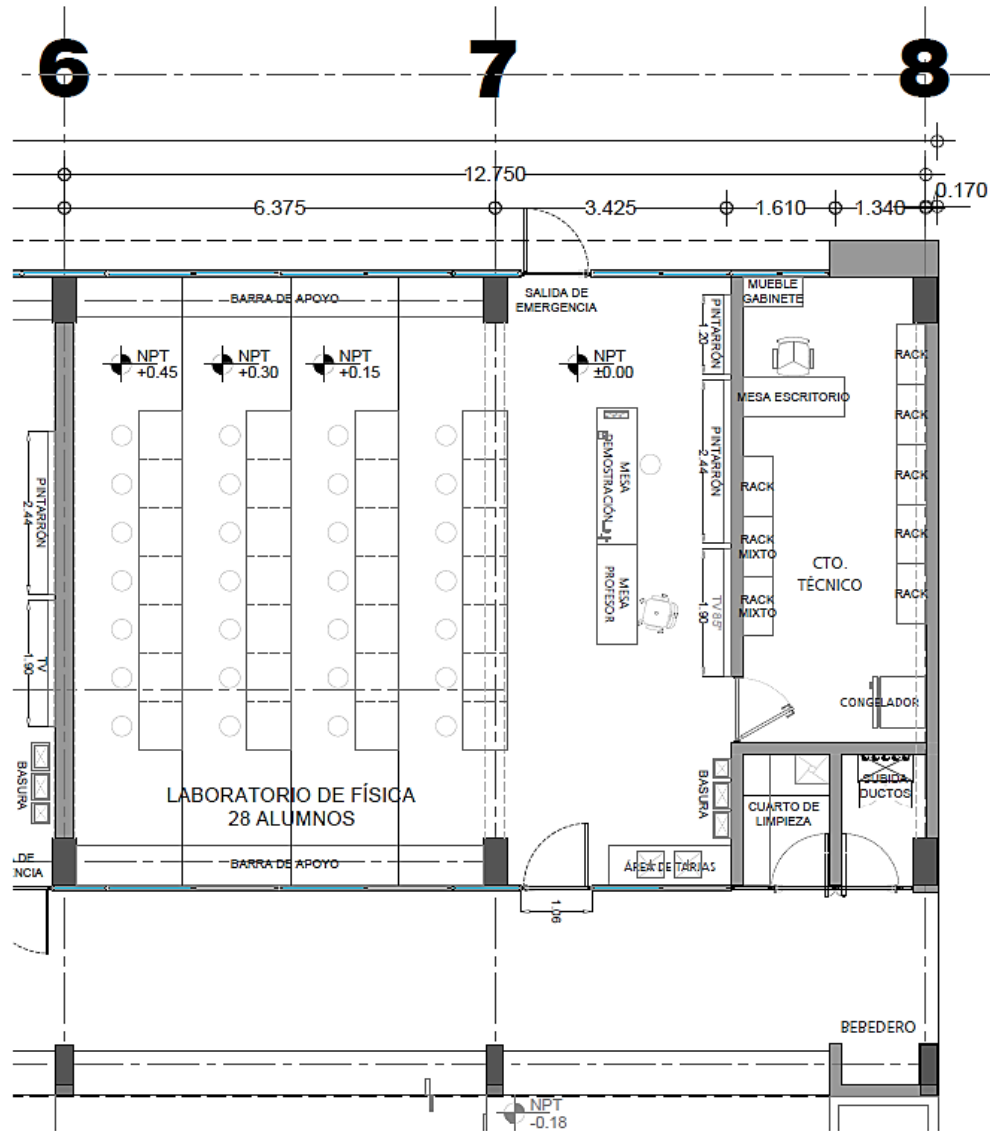 6
7
8
12.750
0.170
6.375
3.425
1.610
1.340
BARRA DE APOYO
SALIDA DE
EMERGENCIA
MUEBLE
GABINETE
NPT
+0.45
NPT
+0.30
NPT
+0.15
NPT
±0.00
PINTARRÓN
1.20
RACK
MESA ESCRITORIO
RACK
PINTARRÓN
2.44
MESA
DEMOSTRACIÓN
PINTARRÓN
2.44
RACK
RACK
RACK
MIXTO
RACK
CTO.
TÉCNICO
MESA
PROFESOR
TV 85"
1.90
RACK
MIXTO
RACK
TV
1.90
CONGELADOR
BASURA
BASURA
SUBIDA
DUCTOS
LABORATORIO DE FÍSICA
28 ALUMNOS
CUARTO DE
LIMPIEZA
A DE
ENCIA
BARRA DE APOYO
ÁREA DE TARJAS
1.06
BEBEDERO
NPT
-0.18